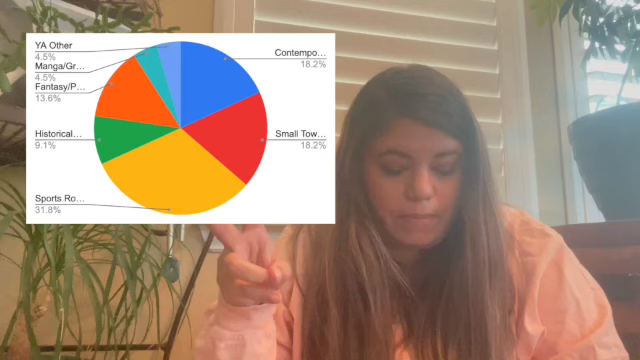 YA Other
4.5%
Manga/Gr...
4.5%
Fantasy/P...
13.6%
Historical...
9.1%
Sports Ro...
31.8%
Contempo...
18.2%
Small Tow...
18.2%